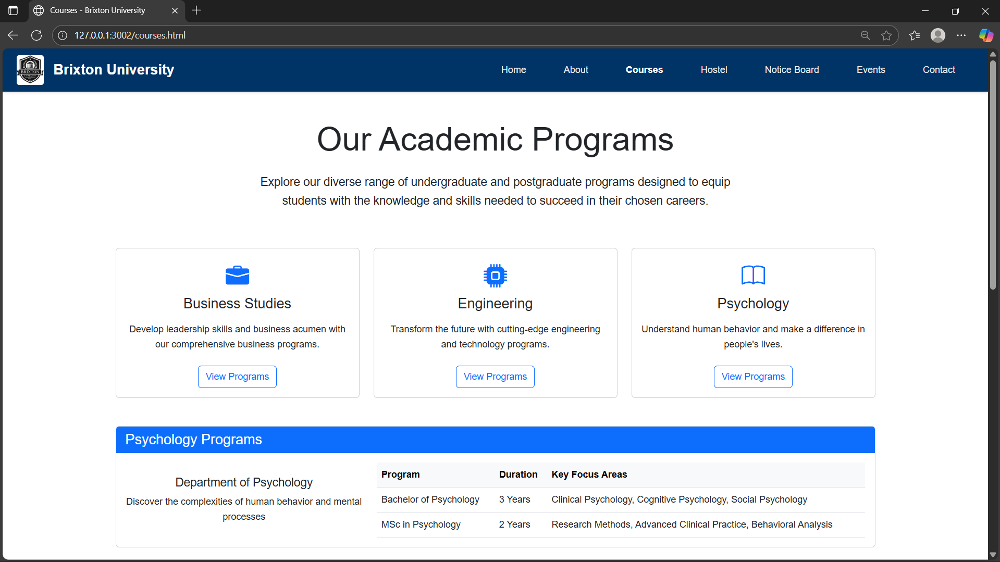 Courses - Brixton University
127.0.0.1:3002/courses.html
BRIXTON
UNIVERSITY
Brixton University
Home
About
Courses
Hostel
Notice Board
Events
Contact
Our Academic Programs
Explore our diverse range of undergraduate and postgraduate programs designed to equip
students with the knowledge and skills needed to succeed in their chosen careers.
Business Studies
Develop leadership skills and business acumen with
our comprehensive business programs.
View Programs
Engineering
Transform the future with cutting-edge engineering
and technology programs.
View Programs
Psychology
Understand human behavior and make a difference in
people's lives.
View Programs
Psychology Programs
Department of Psychology
Discover the complexities of human behavior and mental
processes
Program Duration Key Focus Areas
Bachelor of Psychology 3 Years Clinical Psychology, Cognitive Psychology, Social Psychology
MSc in Psychology 2 Years Research Methods, Advanced Clinical Practice, Behavioral Analysis